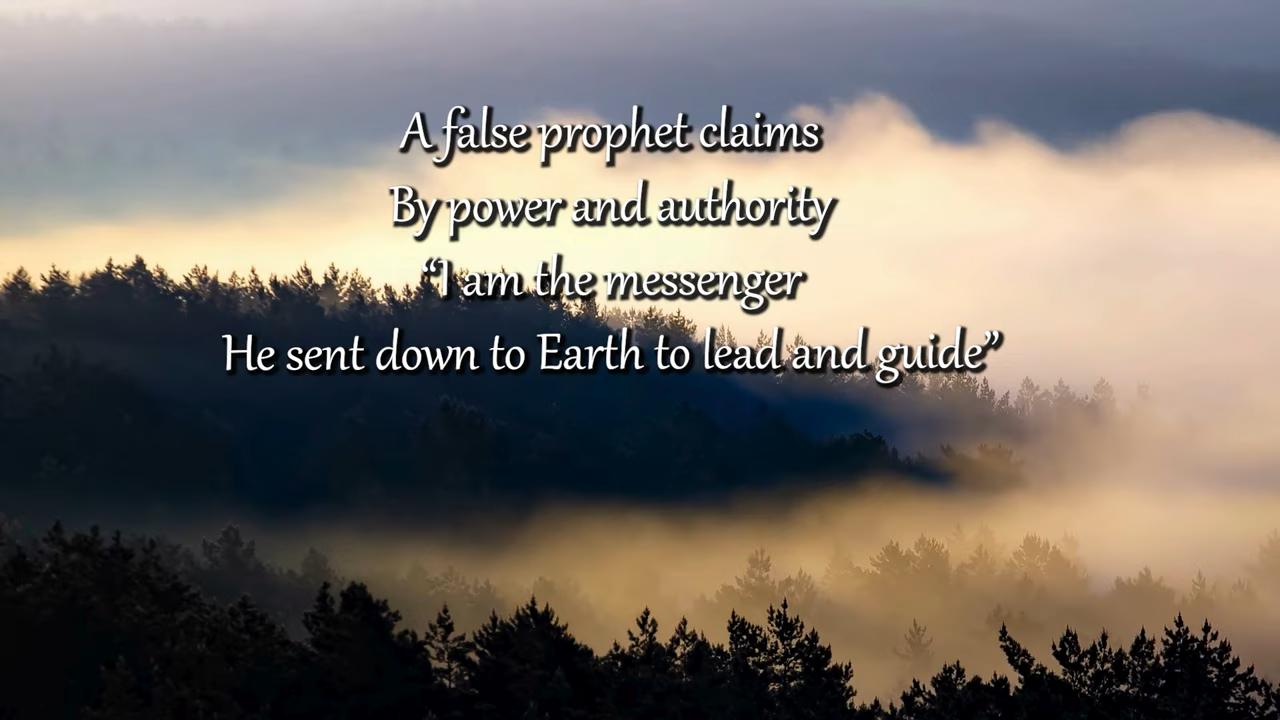 A false prophet claims
By power and authority
“I am the messenger
He sent down to Earth to lead and guide”